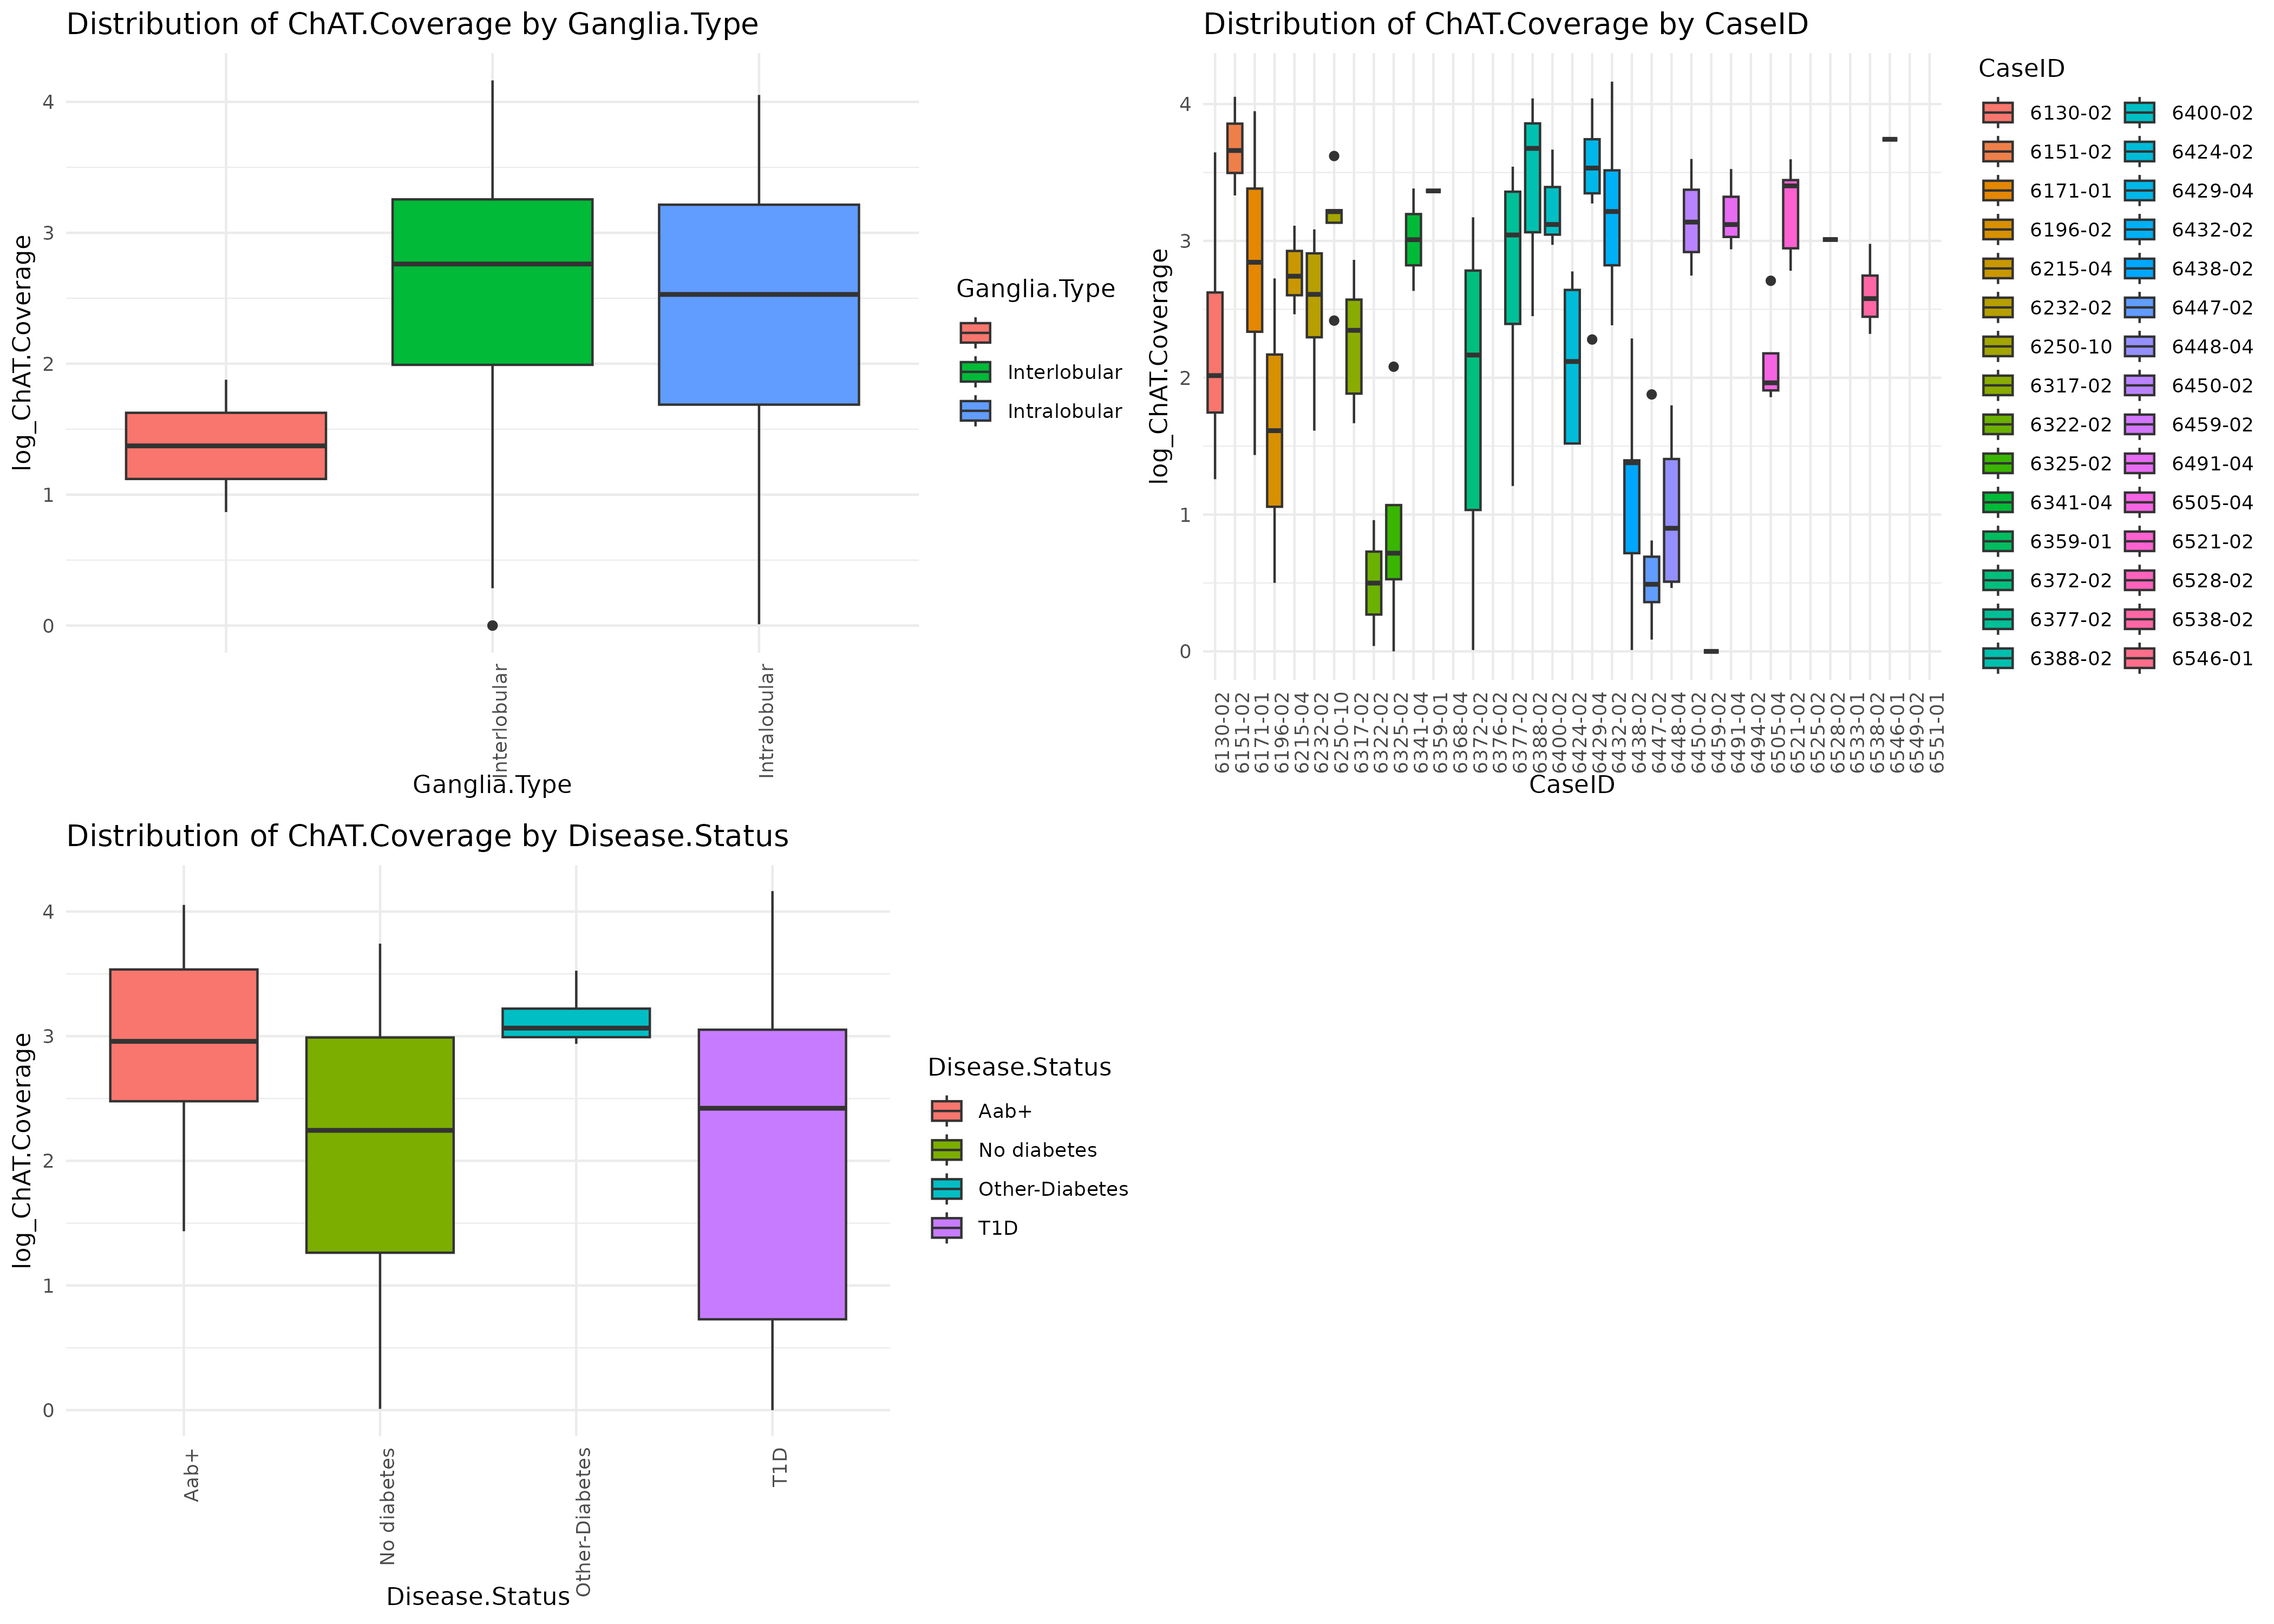 Distribution of ChAT.Coverage by Ganglia.Type
log_ChAT.Coverage
4
3
2
1
0
Interlobular
Intralobular
Ganglia.Type
Ganglia.Type
Interlobular
Intralobular
Distribution of ChAT.Coverage by CaseID
log_ChAT.Coverage
4
3
2
1
0
6130-02
6151-02
6171-01
6196-02
6215-04
6232-02
6250-10
6317-02
6322-02
6325-02
6341-04
6359-01
6368-04
6372-02
6376-02
6377-02
6388-02
6400-02
6424-02
6429-04
6432-02
6438-02
6447-02
6448-04
6450-02
6459-02
6491-04
6494-02
6505-04
6521-02
6525-02
6528-02
6533-01
6538-02
6546-01
6549-02
6551-01
CaseID
CaseID
6130-02 6400-02
6151-02 6424-02
6171-01 6429-04
6196-02 6432-02
6215-04 6438-02
6232-02 6447-02
6250-10 6448-04
6317-02 6450-02
6322-02 6459-02
6325-02 6491-04
6341-04 6505-04
6359-01 6521-02
6372-02 6528-02
6377-02 6538-02
6388-02 6546-01
Distribution of ChAT.Coverage by Disease.Status
log_ChAT.Coverage
4
3
2
1
0
Aab+
No diabetes
Other-Diabetes
T1D
Disease.Status
Disease.Status
Aab+
No diabetes
Other-Diabetes
T1D